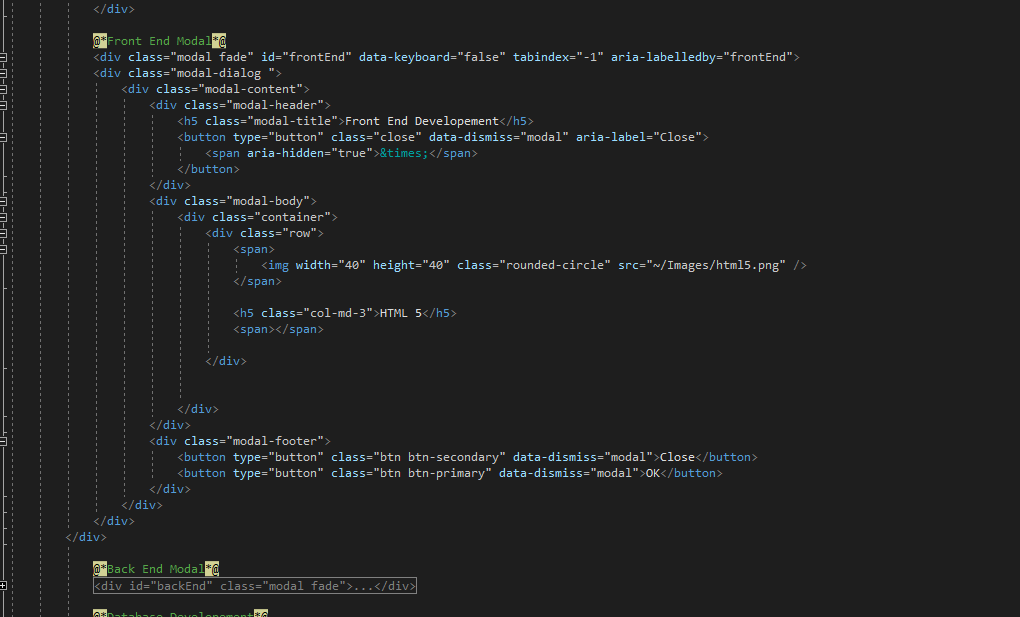 </div>
@*Front End Modal*@
<div class="modal fade" id="frontEnd" data-keyboard="false" tabindex="-1" aria-labelledby="frontEnd">
<div class="modal-dialog ">
<div class="modal-content">
<div class="modal-header">
<h5 class="modal-title">Front End Developement</h5>
<button type="button" class="close" data-dismiss="modal" aria-label="Close">
<span aria-hidden="true">&times;</span>
</button>
</div>
<div class="modal-body">
<div class="container">
<div class="row">
<span>
<img width="40" height="40" class="rounded-circle" src="~/Images/html5.png" />
</span>
<h5 class="col-md-3">HTML 5</h5>
<span></span>
</div>
</div>
</div>
<div class="modal-footer">
<button type="button" class="btn btn-secondary" data-dismiss="modal">Close</button>
<button type="button" class="btn btn-primary" data-dismiss="modal">OK</button>
</div>
</div>
</div>
</div>
@*Back End Modal*@
<div id="backEnd" class="modal fade">...</div>
@*Database Developement*@